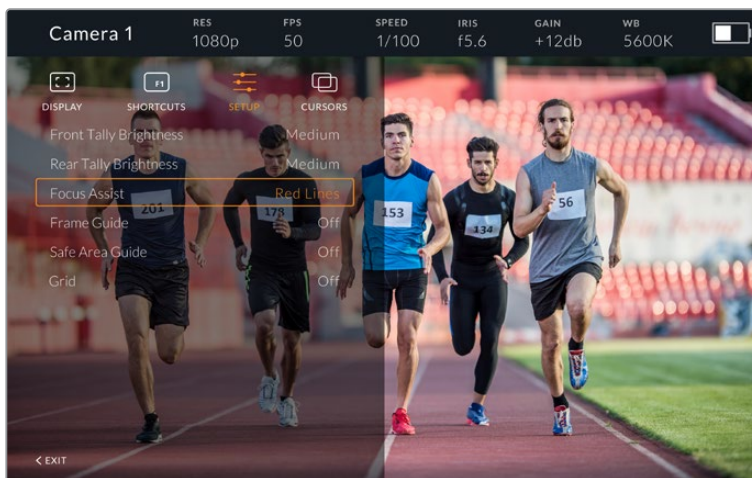 Camera 1
RES
1080p
FPS
50
SPEED
1/100
IRIS
f5.6
GAIN
+12db
WB
5600K
DISPLAY
F1
SHORTCUTS
SETUP
CURSORS
Front Tally Brightness Medium
Rear Tally Brightness Medium
Focus Assist Red Lines
Frame Guide Off
Safe Area Guide Off
Grid Off
201
178
153
134
56
< EXIT